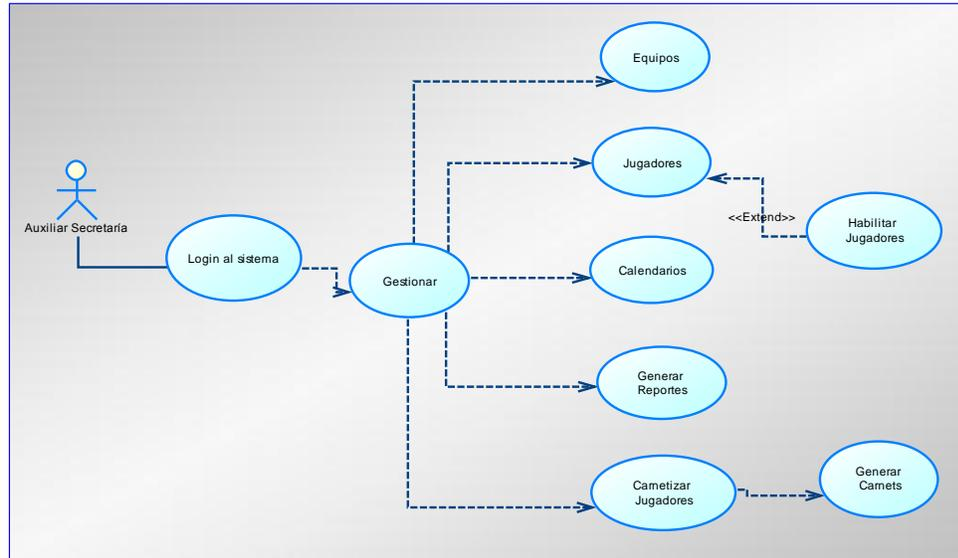 Equipos
Jugadores
<<Extend>>
Habilitar
Jugadores
Auxiliar Secretaría
Login al sistema
Gestionar
Calendarios
Generar
Reportes
Carnetizar
Jugadores
Generar
Carnets